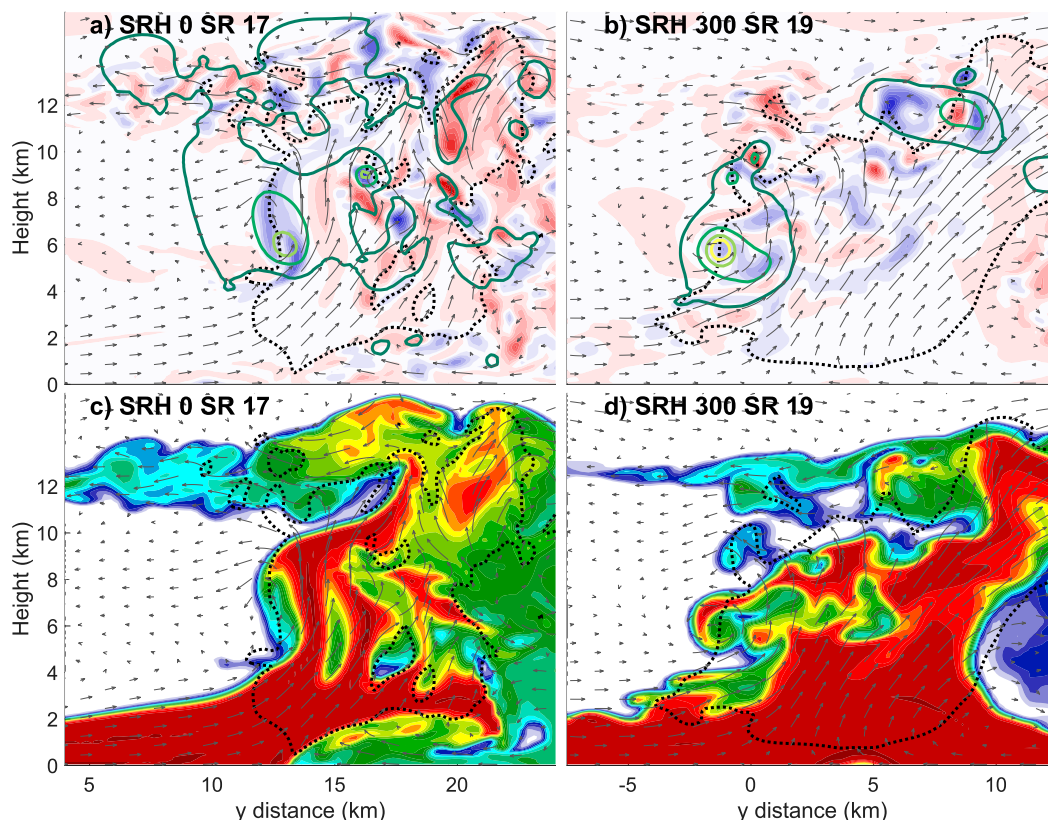 a) SRH 0 SR 17
b) SRH 300 SR 19
Height (km)
12
10
8
6
4
2
0
c) SRH 0 SR 17
d) SRH 300 SR 19
Height (km)
12
10
8
6
4
2
0
5 10 15 20
-5 0 5 10
y distance (km)
y distance (km)